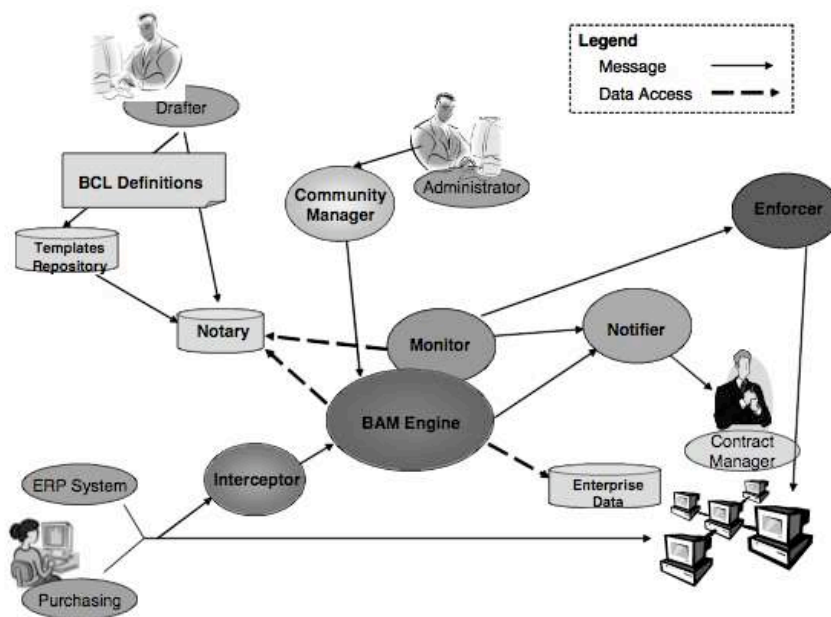 Legend
Message
Data Access
Drafter
BCL Definitions
Community
Manager
Administrator
Enforcer
Templates
Repository
Notary
Monitor
Notifier
BAM Engine
Contract
Manager
Interceptor
ERP System
Enterprise
Data
Purchasing